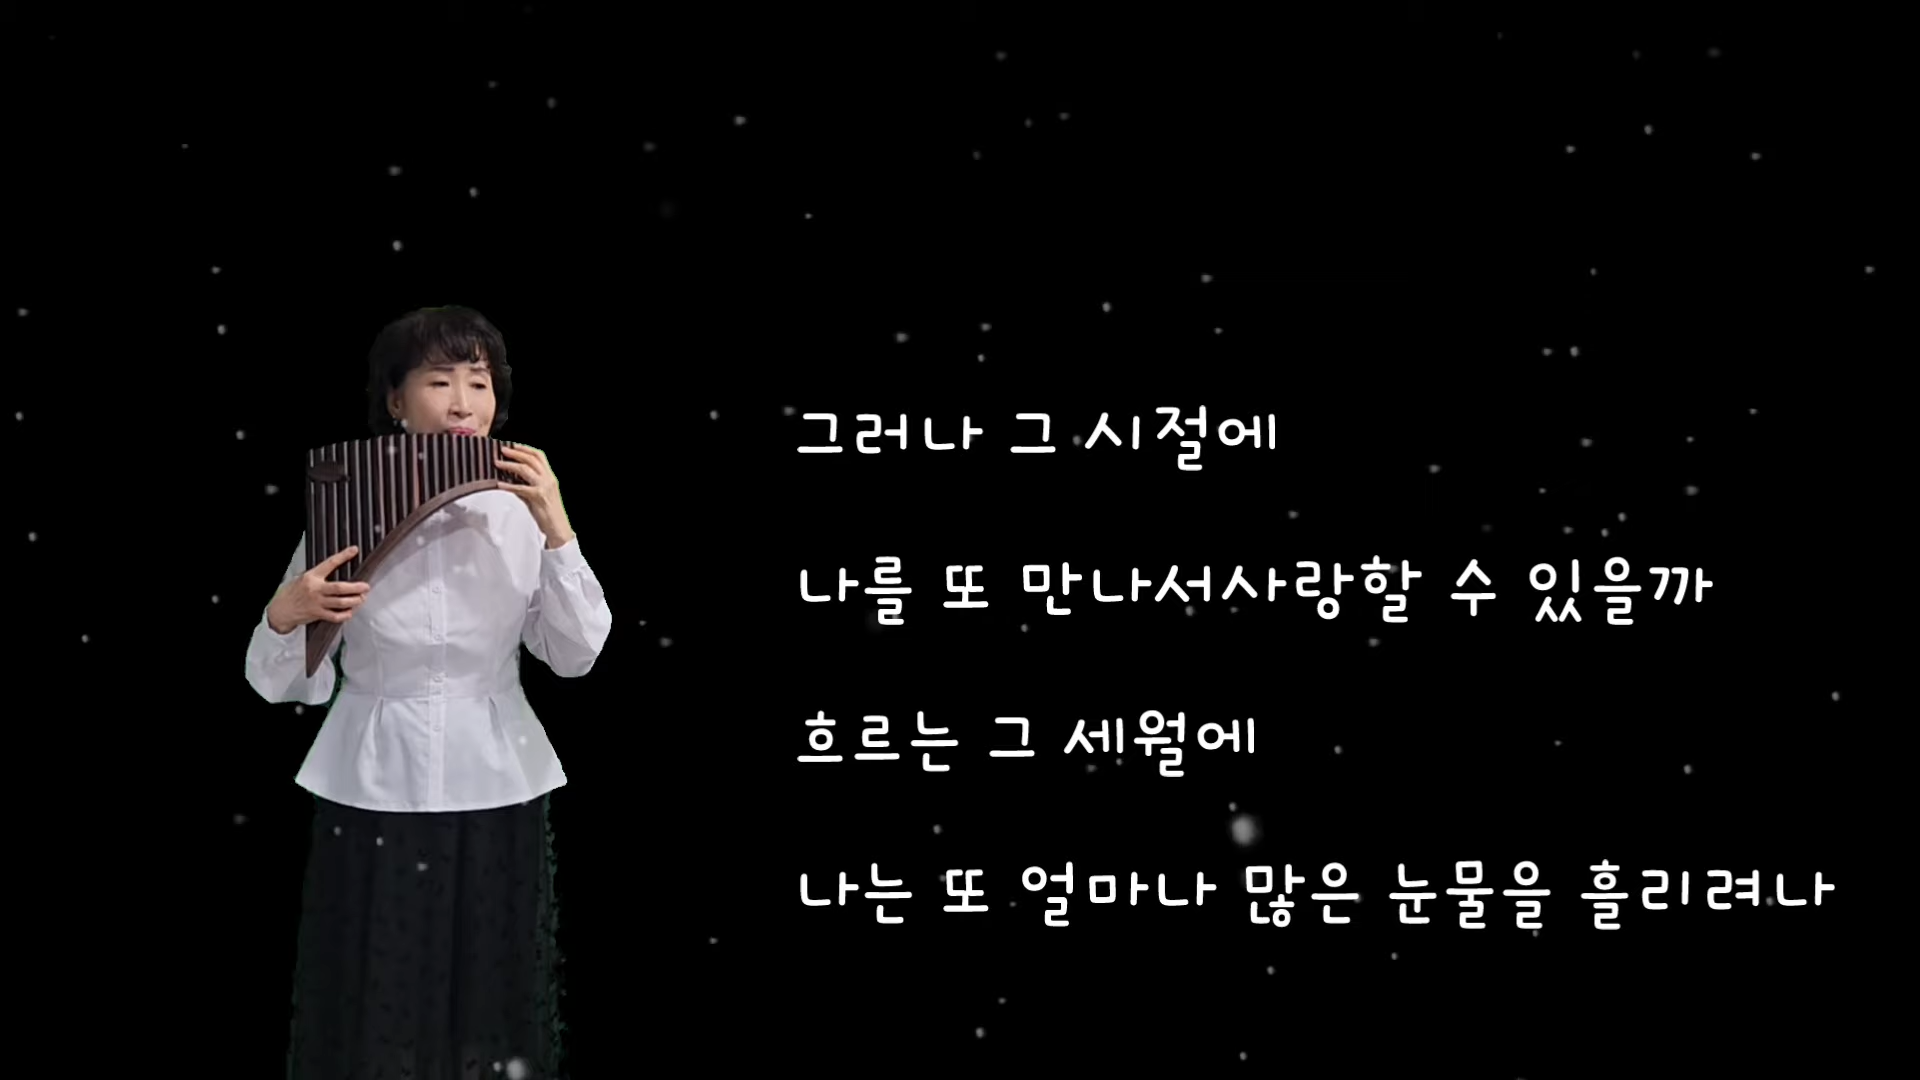 그러나 그 시절에
나를 또 만나서사랑할 수 있을까
흐르는 그 세월에
나는 또 얼마나 많은 눈물을 흘리려나